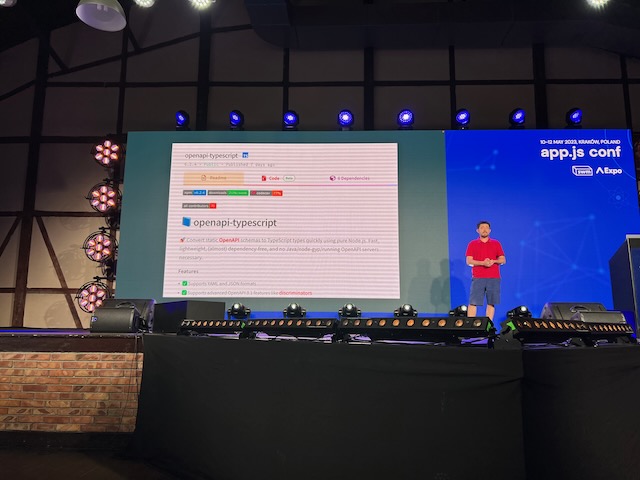 openapi-typescript TS
Readme
Code
6 Dependencies
openapi-typescript
🚀 Convert static OpenAPI schemas to TypeScript types quickly using pure Node.js. Fast,
lightweight, (almost) dependency-free, and no Java/node-gyp/running OpenAPI servers
necessary.
Features
✅ Supports YAML and JSON formats
✅ Supports advanced OpenAPI 3.1 features like discriminators
10-12 MAY 2023, KRAKÓW, POLAND
app.js conf
swm
Expo